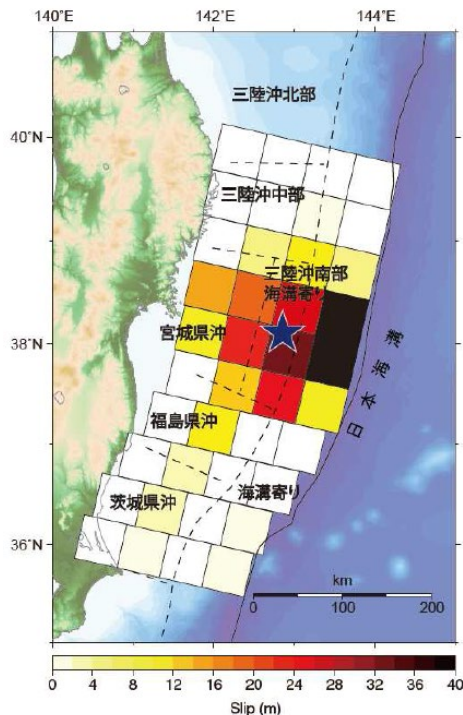 140°E
142°E
144°E
三陸沖北部
40°N
三陸沖中部
三陸沖南部
海溝寄り
宮城県沖
38°N
日本海溝
福島県沖
海溝寄り
茨城県沖
36°N
km
0 100 200
0 4 8 12 16 20 24 28 32 36 40
Slip (m)